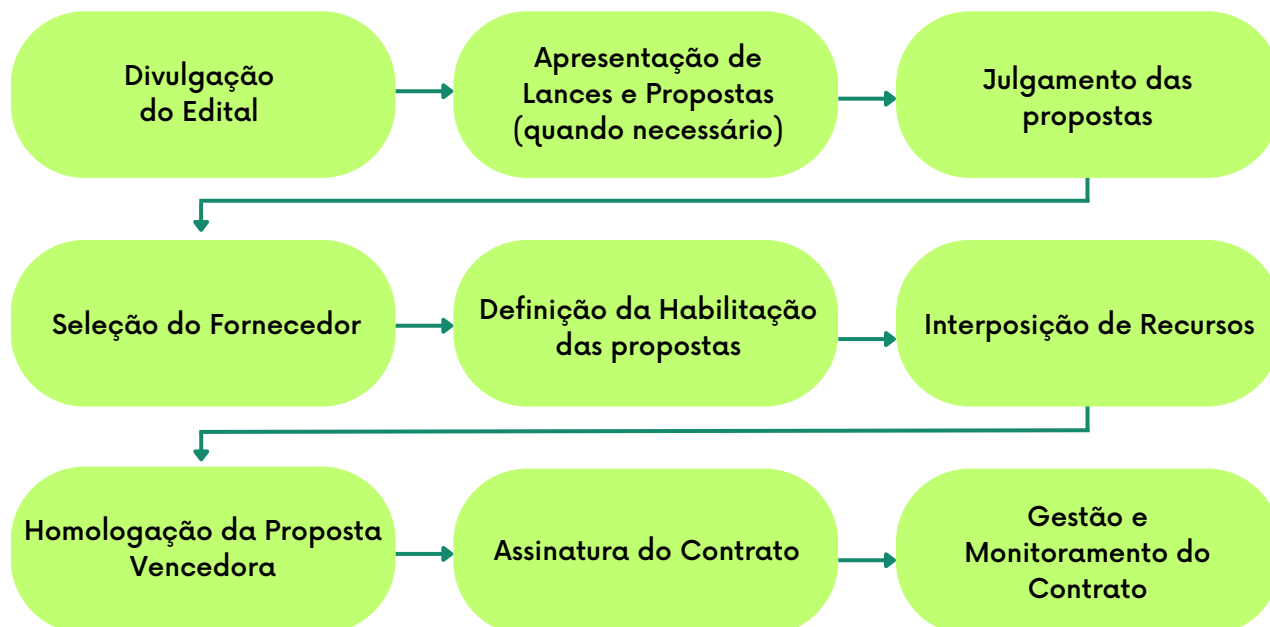 Divulgação
do Edital
Apresentação de
Lances e Propostas
(quando necessário)
Julgamento das
propostas
Seleção do Fornecedor
Definição da Habilitação
das propostas
Interposição de Recursos
Homologação da Proposta
Vencedora
Assinatura do Contrato
Gestão e
Monitoramento do
Contrato